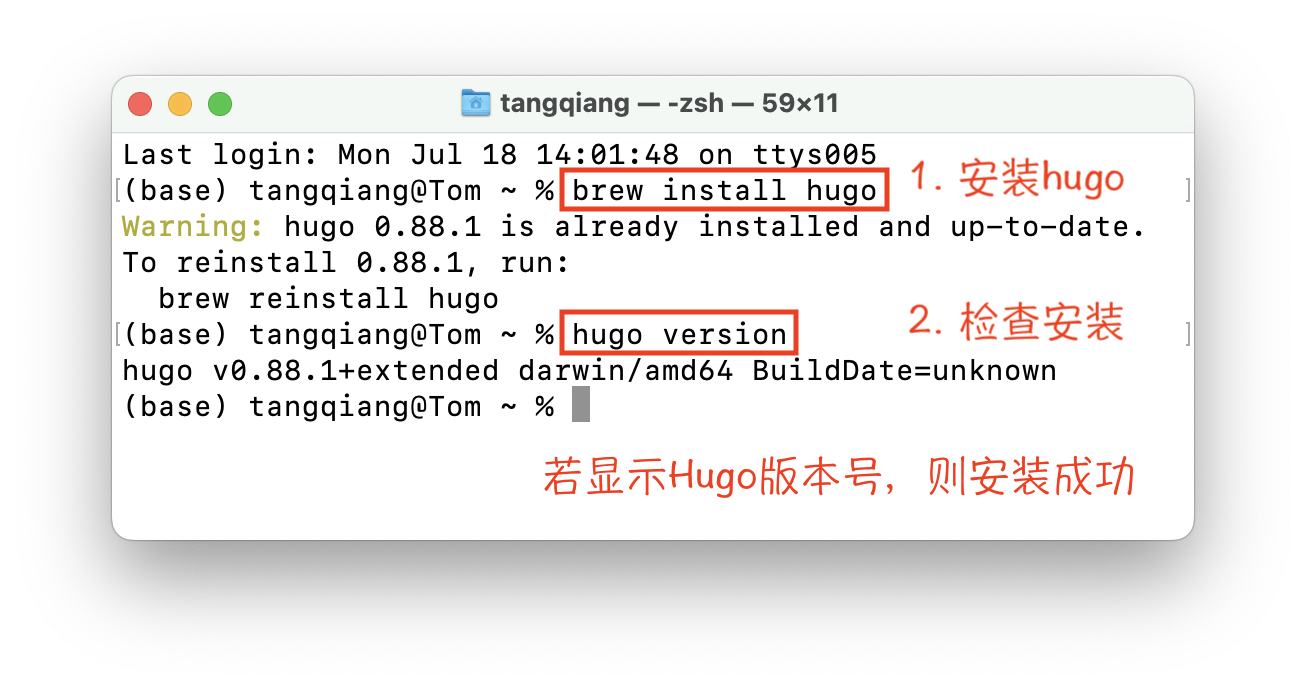 tangqiang — -zsh — 59×11
Last login: Mon Jul 18 14:01:48 on ttys005
[(base) tangqiang@Tom ~ % brew install hugo ]
1. 安装hugo
Warning: hugo 0.88.1 is already installed and up-to-date.
To reinstall 0.88.1, run:
  brew reinstall hugo
[(base) tangqiang@Tom ~ % hugo version ]
2. 检查安装
hugo v0.88.1+extended darwin/amd64 BuildDate=unknown
(base) tangqiang@Tom ~ %
若显示Hugo版本号，则安装成功